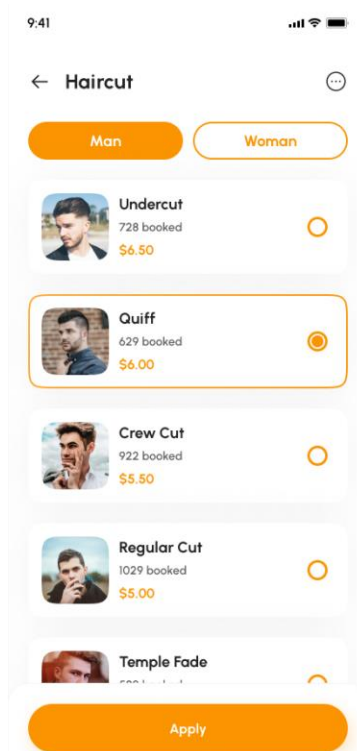 9:41
Haircut
Man
Woman
Undercut
728 booked
$6.50
Quiff
629 booked
$6.00
Crew Cut
922 booked
$5.50
Regular Cut
1029 booked
$5.00
Temple Fade
Apply